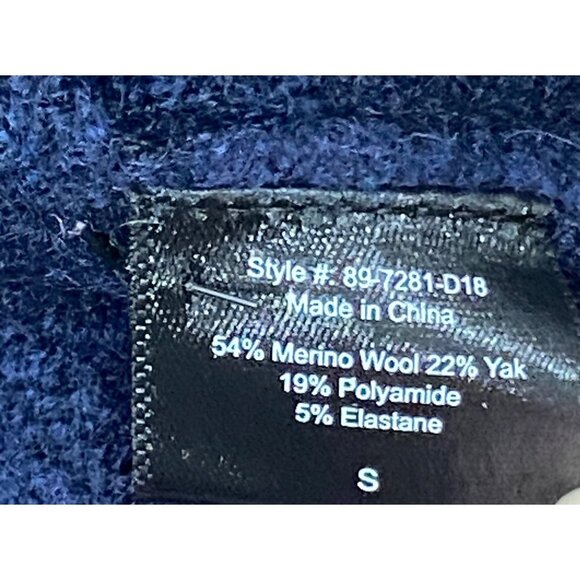 Style #: 89-7281-D18
Made in China
54% Merino Wool 22% Yak
19% Polyamide
5% Elastane
S